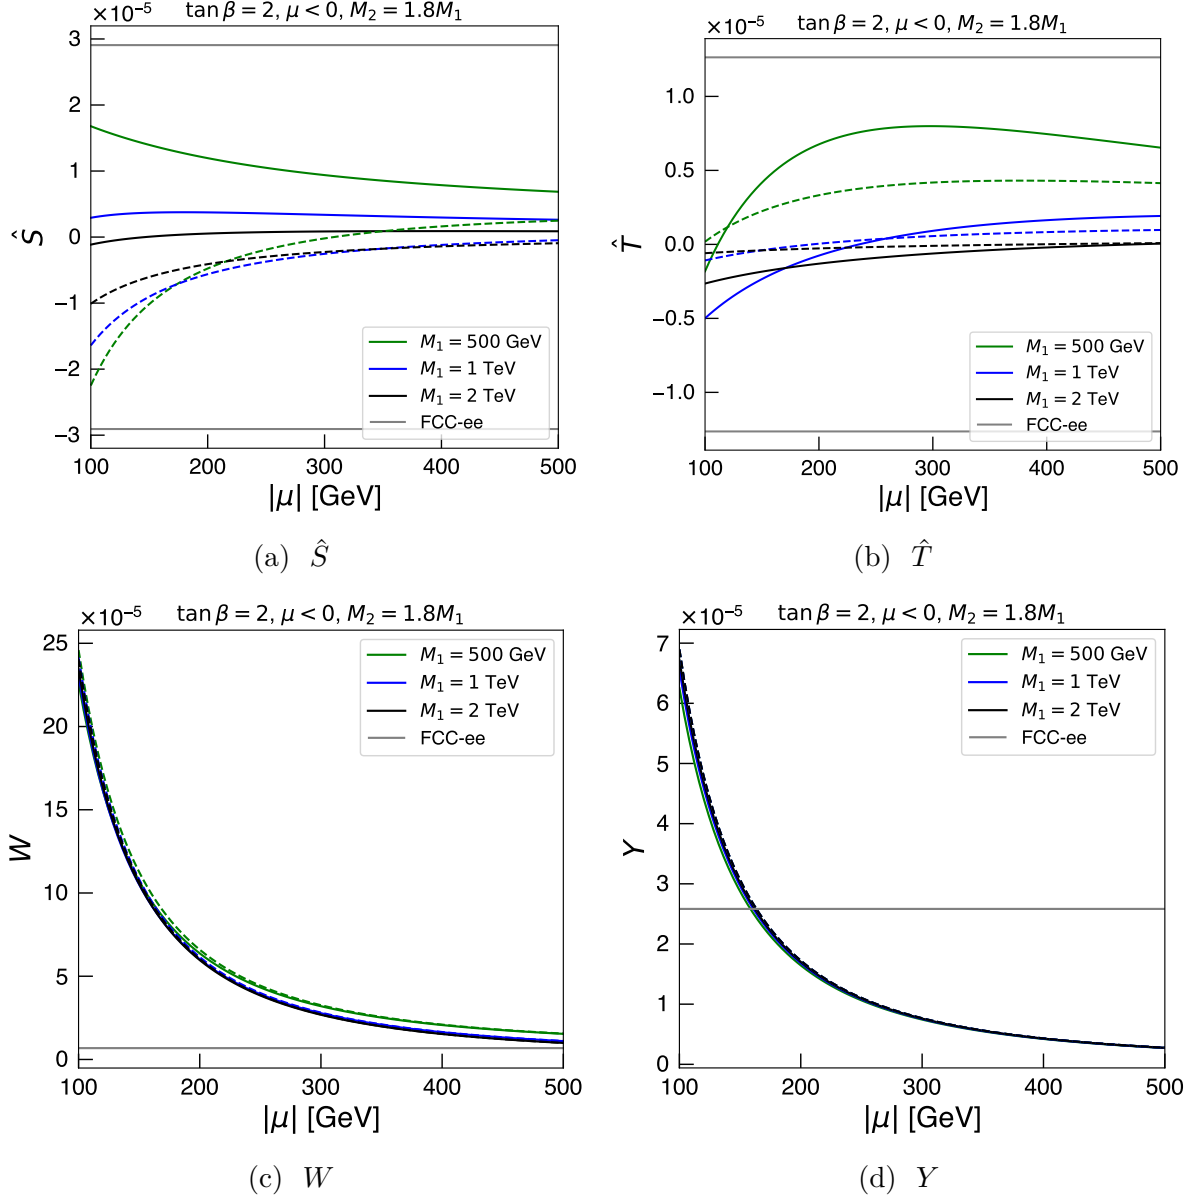 ×10⁻⁵ tan β = 2, μ < 0, M₂ = 1.8M₁
3
2
1
0
−1
−2
−3
Ŝ
M₁ = 500 GeV
M₁ = 1 TeV
M₁ = 2 TeV
FCC-ee
100 200 300 400 500
|μ| [GeV]
(a) Ŝ
×10⁻⁵ tan β = 2, μ < 0, M₂ = 1.8M₁
1.0
0.5
0.0
−0.5
−1.0
T̂
M₁ = 500 GeV
M₁ = 1 TeV
M₁ = 2 TeV
FCC-ee
100 200 300 400 500
|μ| [GeV]
(b) T̂
×10⁻⁵ tan β = 2, μ < 0, M₂ = 1.8M₁
25
20
15
10
5
0
W
M₁ = 500 GeV
M₁ = 1 TeV
M₁ = 2 TeV
FCC-ee
100 200 300 400 500
|μ| [GeV]
(c) W
×10⁻⁵ tan β = 2, μ < 0, M₂ = 1.8M₁
7
6
5
4
3
2
1
0
Y
M₁ = 500 GeV
M₁ = 1 TeV
M₁ = 2 TeV
FCC-ee
100 200 300 400 500
|μ| [GeV]
(d) Y